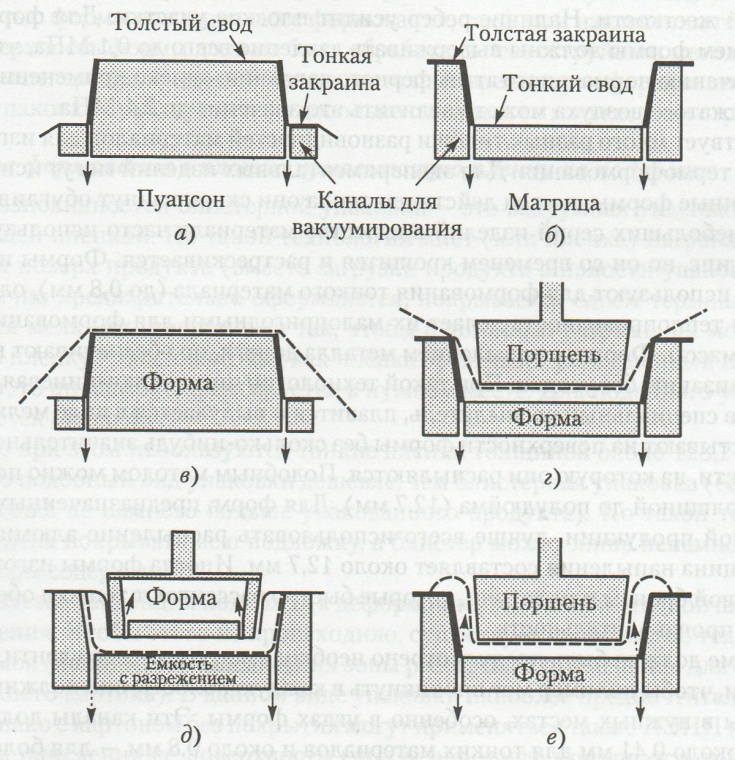 Толстый свод
Тонкая
закраина
Пуансон
а)
Толстая закраина
Тонкий свод
Каналы для
вакуумирования
Матрица
б)
Форма
в)
Поршень
Форма
г)
Форма
Емкость
с разрежением
д)
Поршень
Форма
е)